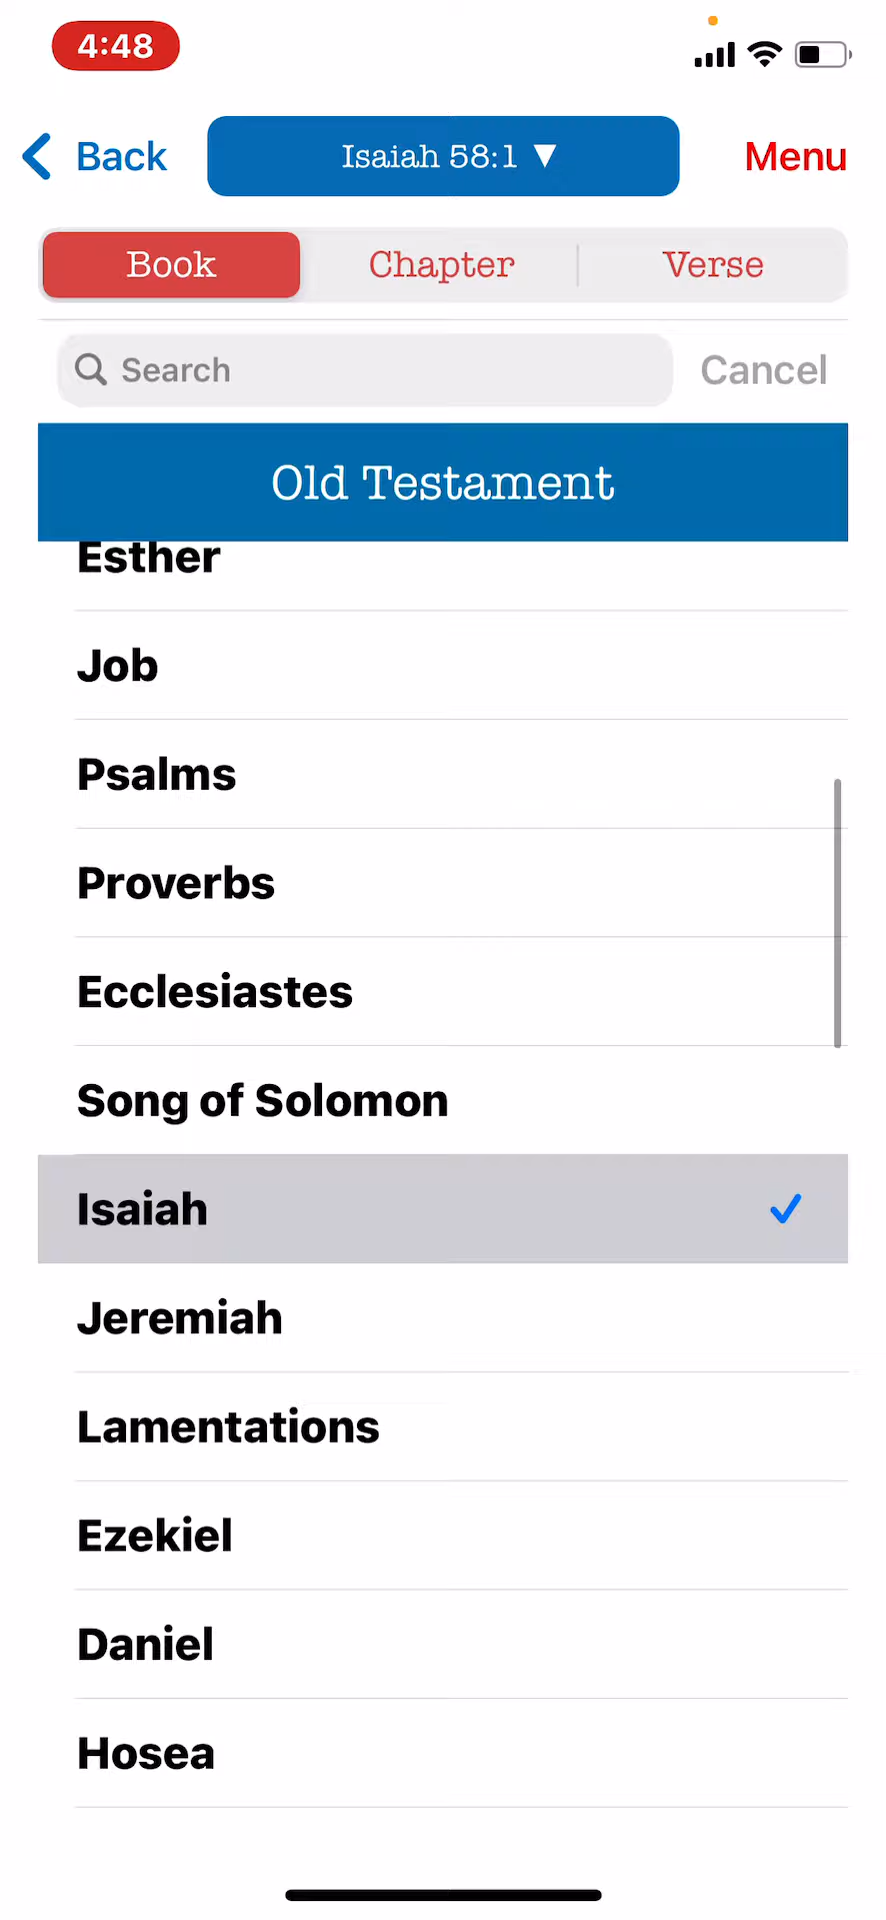 4:48
Back
Isaiah 58:1 ▼
Menu
Book
Chapter
Verse
Search
Cancel
Old Testament
Esther
Job
Psalms
Proverbs
Ecclesiastes
Song of Solomon
Isaiah
Jeremiah
Lamentations
Ezekiel
Daniel
Hosea